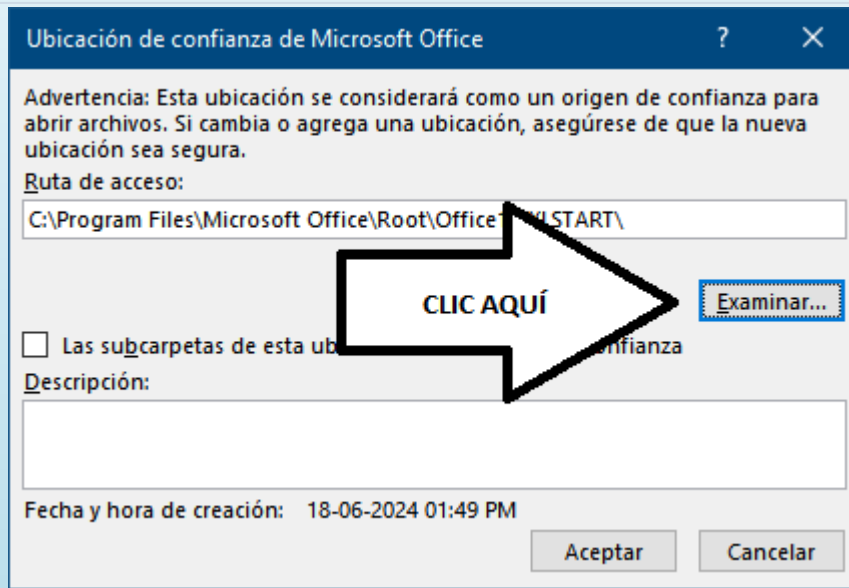 Ubicación de confianza de Microsoft Office
Advertencia: Esta ubicación se considerará como un origen de confianza para
abrir archivos. Si cambia o agrega una ubicación, asegúrese de que la nueva
ubicación sea segura.
Ruta de acceso:
C:\Program Files\Microsoft Office\Root\Office START\
CLIC AQUÍ
Examinar...
Las subcarpetas de esta
Descripción:
Fecha y hora de creación: 18-06-2024 01:49 PM
Aceptar
Cancelar